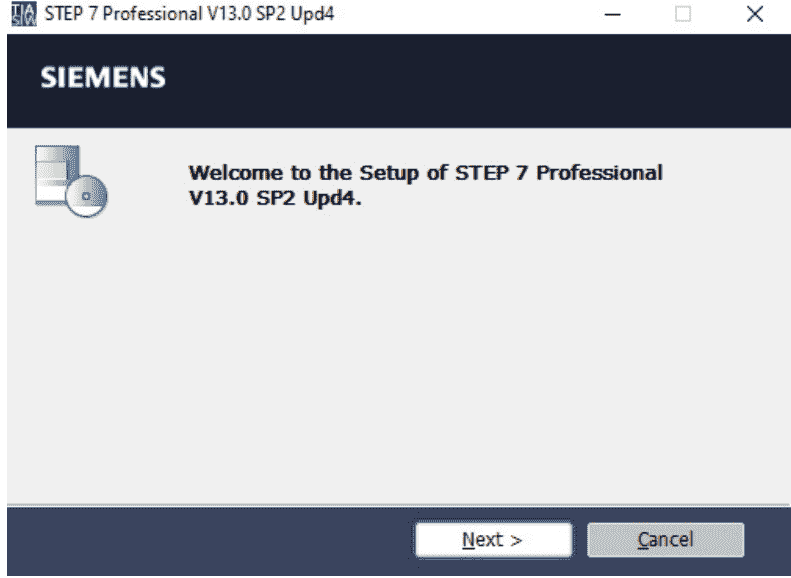 STEP 7 Professional V13.0 SP2 Upd4
SIEMENS
Welcome to the Setup of STEP 7 Professional
V13.0 SP2 Upd4.
Next >
Cancel